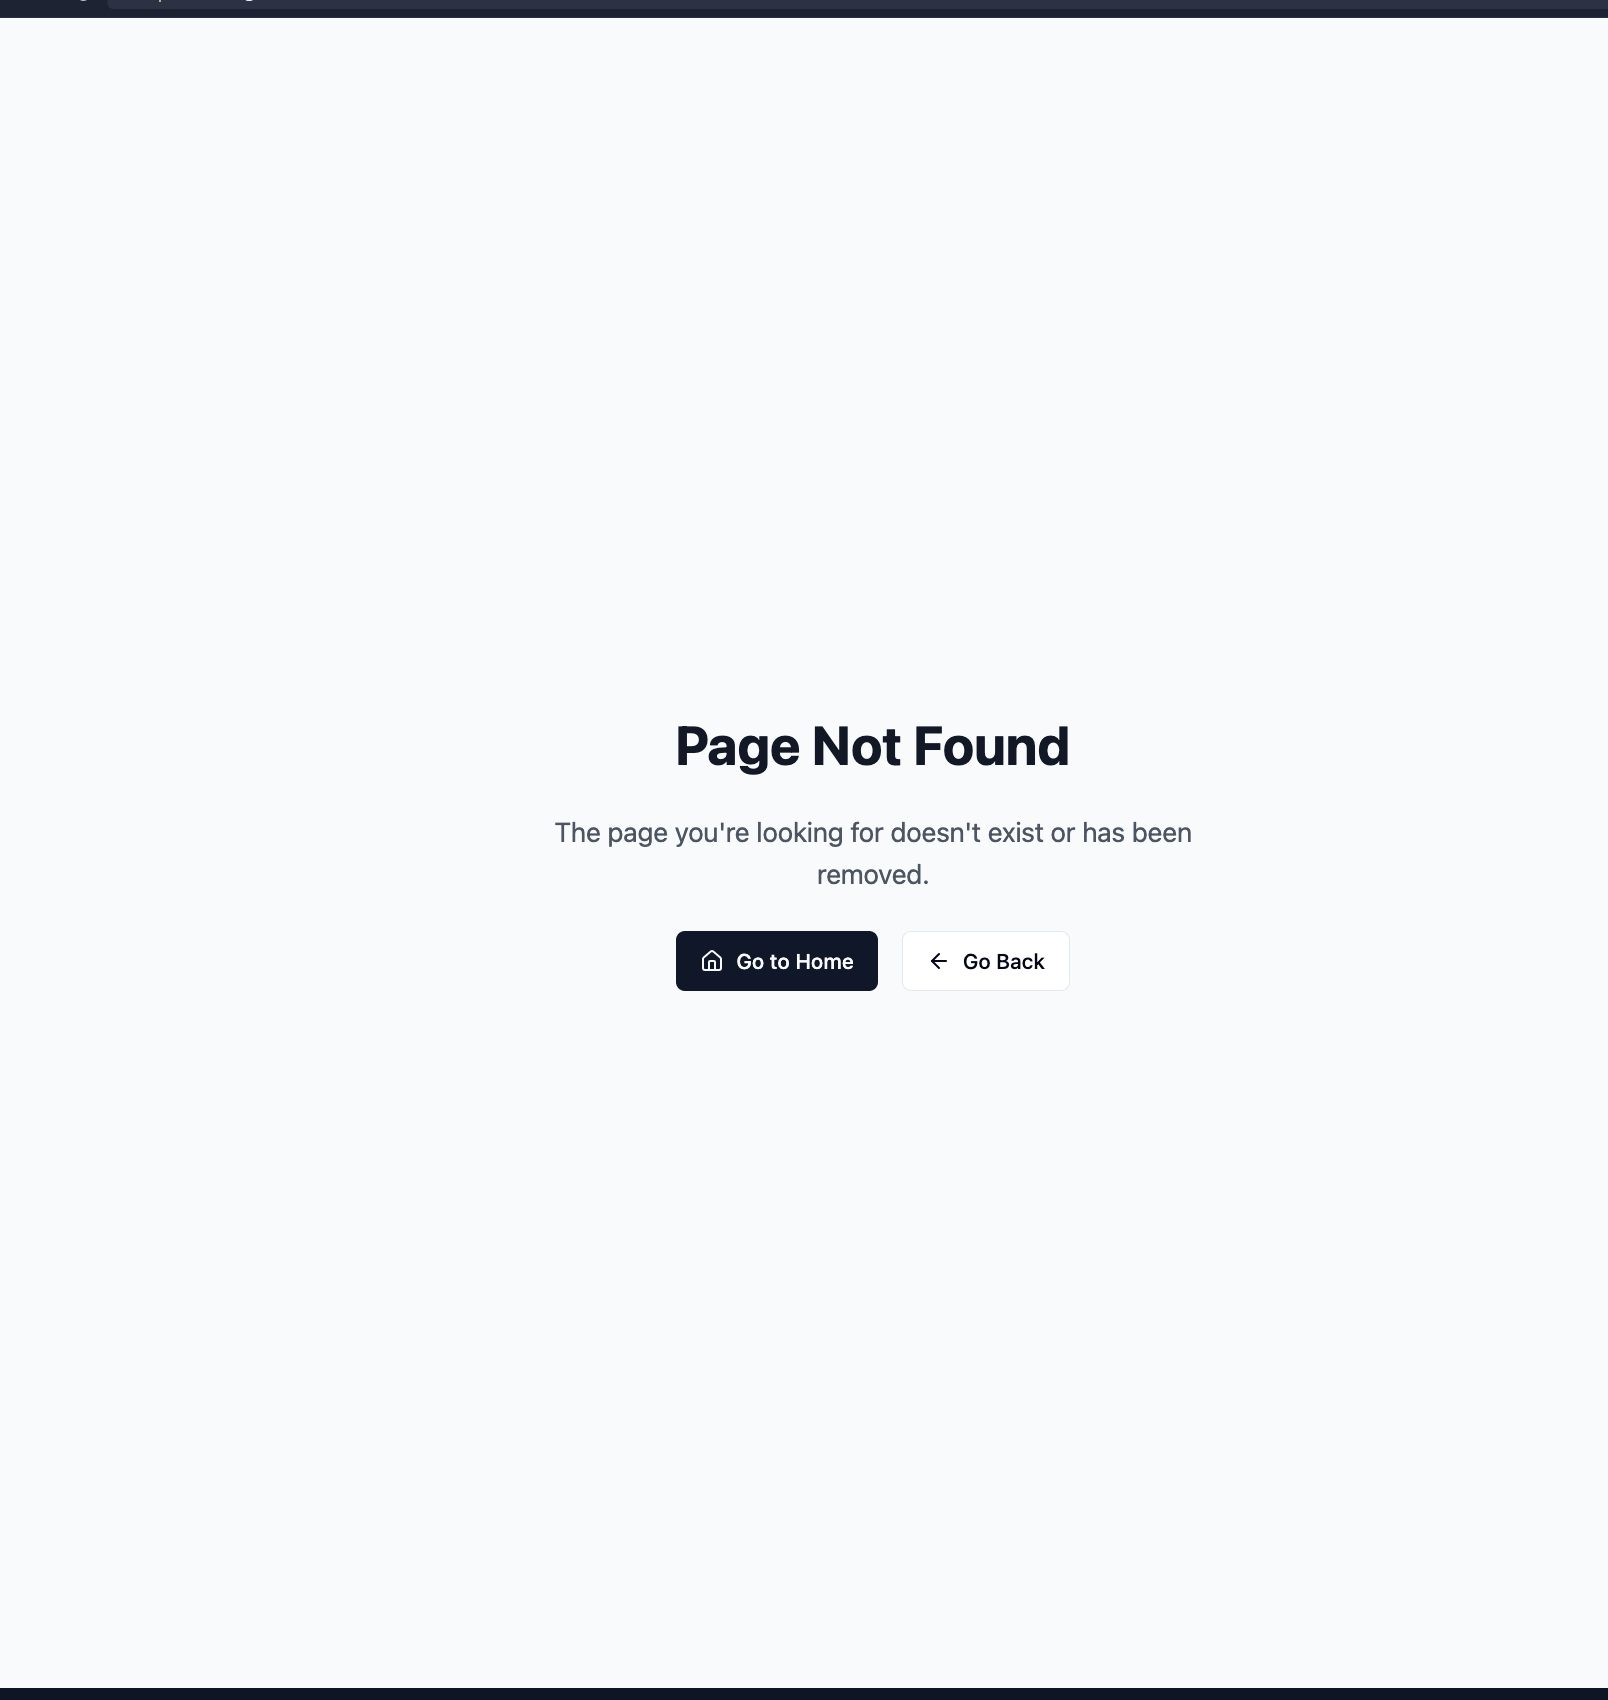 Page Not Found
The page you're looking for doesn't exist or has been
removed.
Go to Home
Go Back